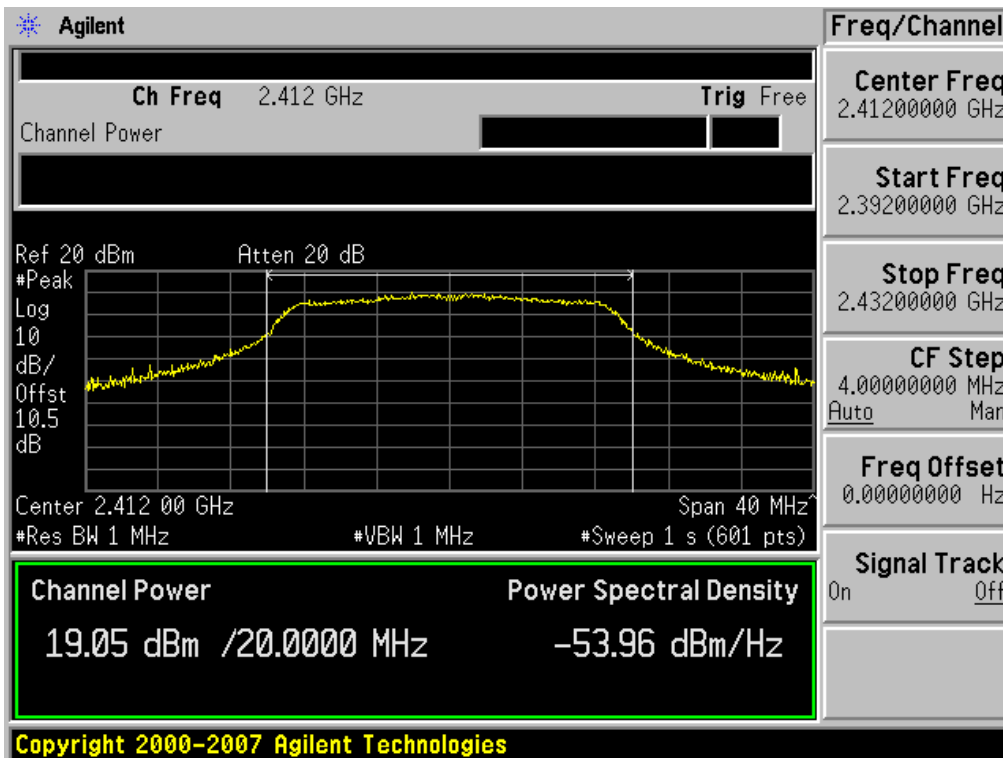 Agilent
Freq/Channel
Ch Freq 2.412 GHz Trig Free
Channel Power
Center Freq
2.41200000 GHz
Start Freq
2.39200000 GHz
Stop Freq
2.43200000 GHz
CF Step
4.00000000 MHz
Auto Man
Freq Offset
0.00000000 Hz
Signal Track
On Off
Ref 20 dBm Atten 20 dB
#Peak
Log
10
dB/
Offst
10.5
dB
Center 2.412 00 GHz Span 40 MHz^
#Res BW 1 MHz #VBW 1 MHz #Sweep 1 s (601 pts)
Channel Power Power Spectral Density
19.05 dBm /20.0000 MHz -53.96 dBm/Hz
Copyright 2000-2007 Agilent Technologies